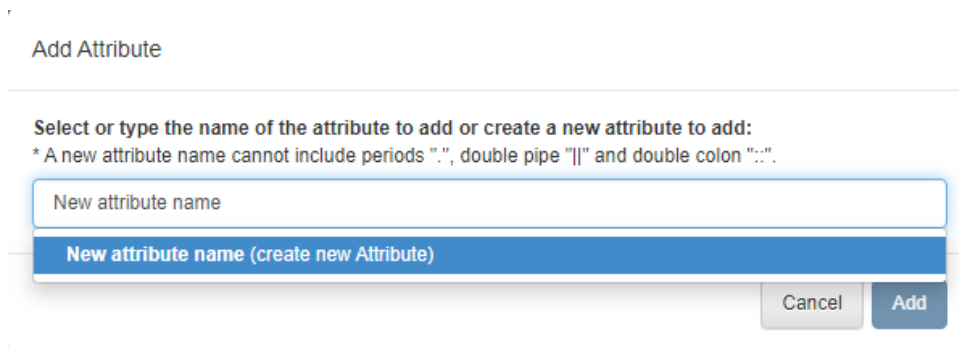 Add Attribute
Select or type the name of the attribute to add or create a new attribute to add:
* A new attribute name cannot include periods ".", double pipe "||" and double colon "::".
New attribute name
New attribute name (create new Attribute)
Cancel Add